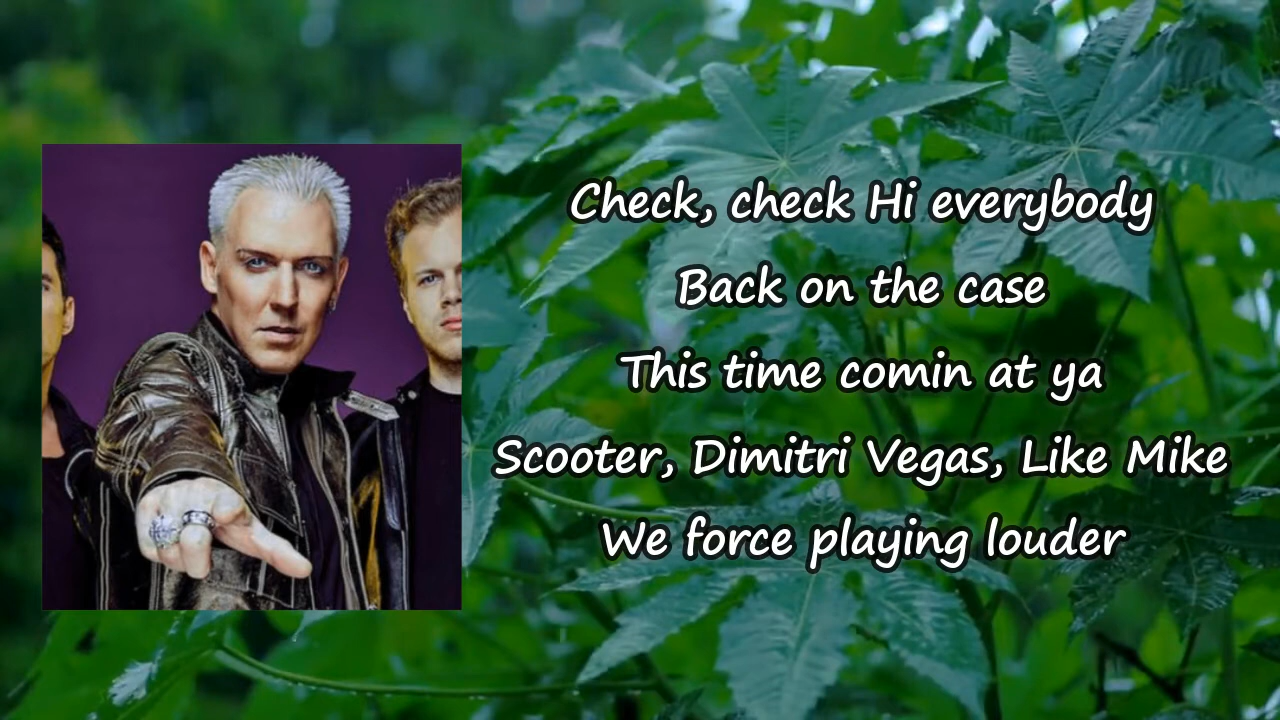 Check, check Hi everybody
Back on the case
This time comin at ya
Scooter, Dimitri Vegas, Like Mike
We force playing louder